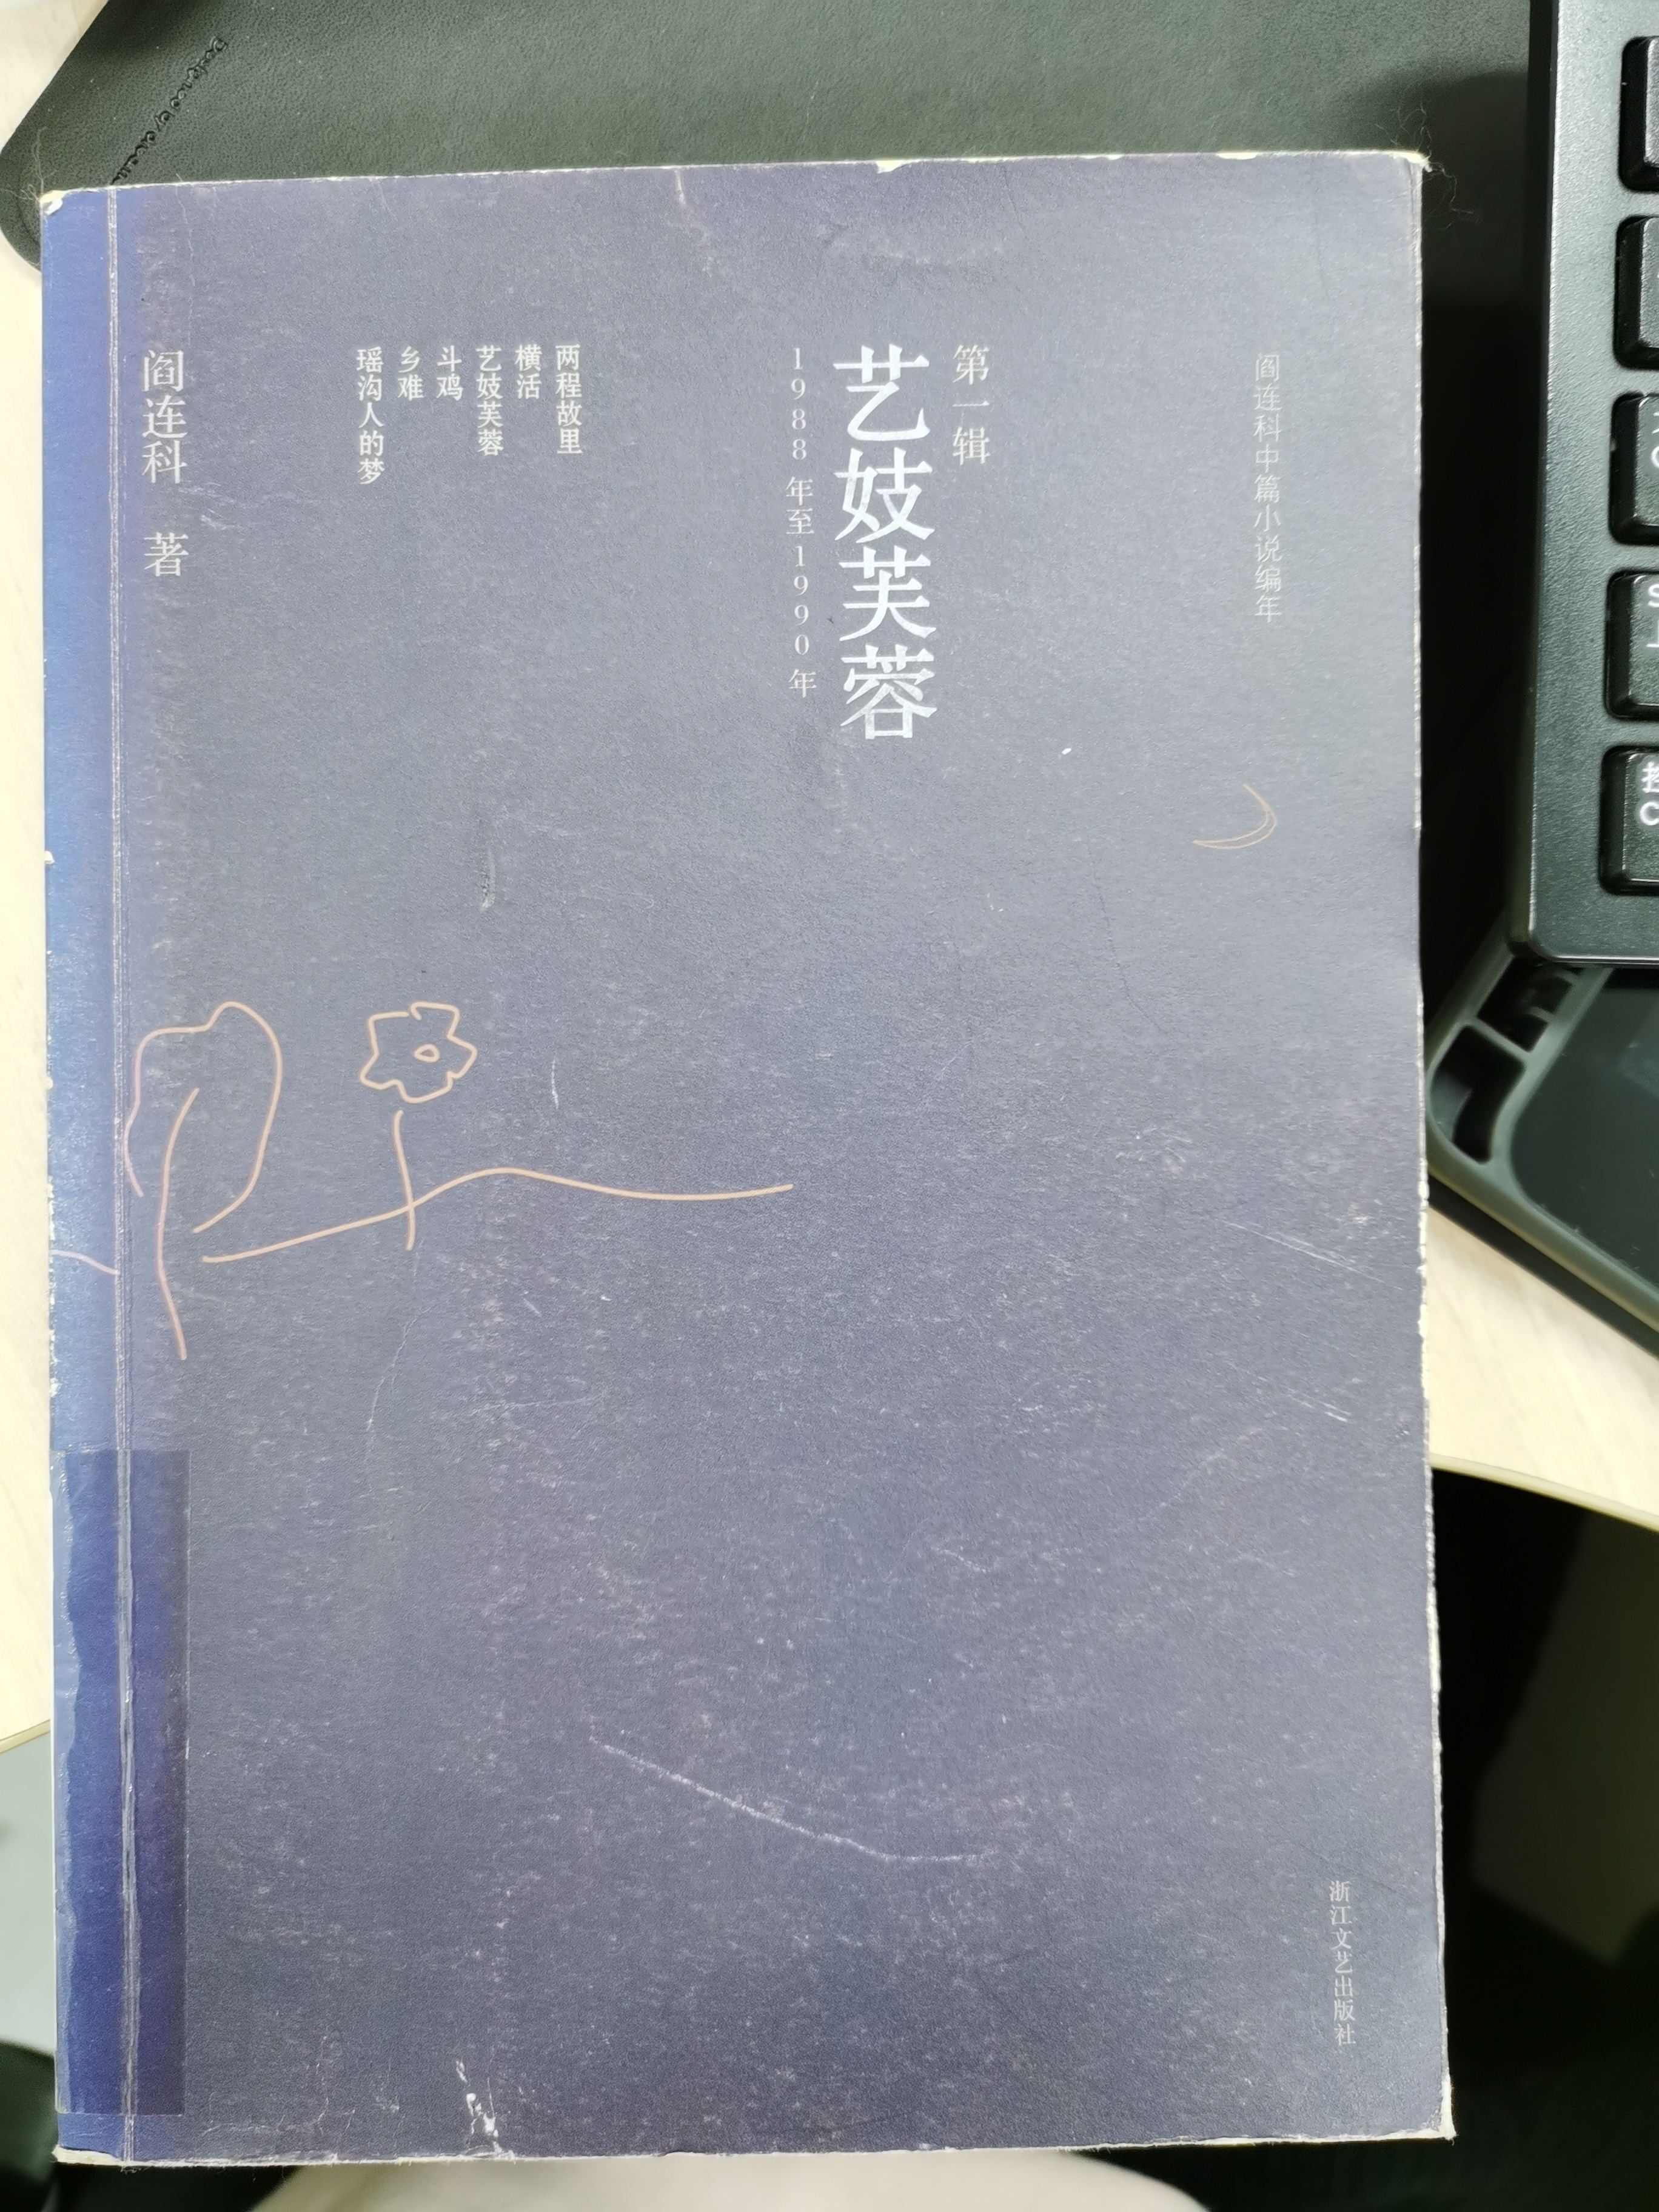 阎连科中篇小说编年
第一辑
艺妓芙蓉
1988年至1990年
两程故里
横活
艺妓芙蓉
斗鸡
乡难
瑶沟人的梦
阎连科 著
浙江文艺出版社
Designed by